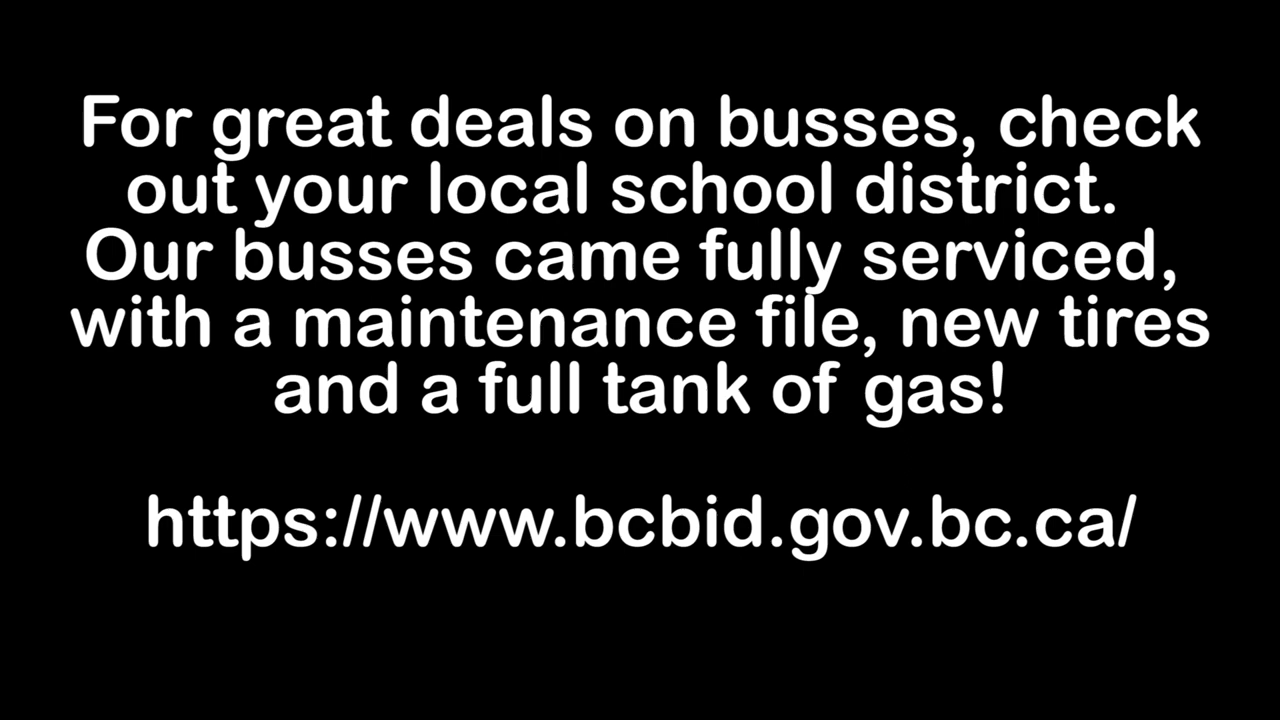 For great deals on busses, check
out your local school district.
Our busses came fully serviced,
with a maintenance file, new tires
and a full tank of gas!
https://www.bcbid.gov.bc.ca/